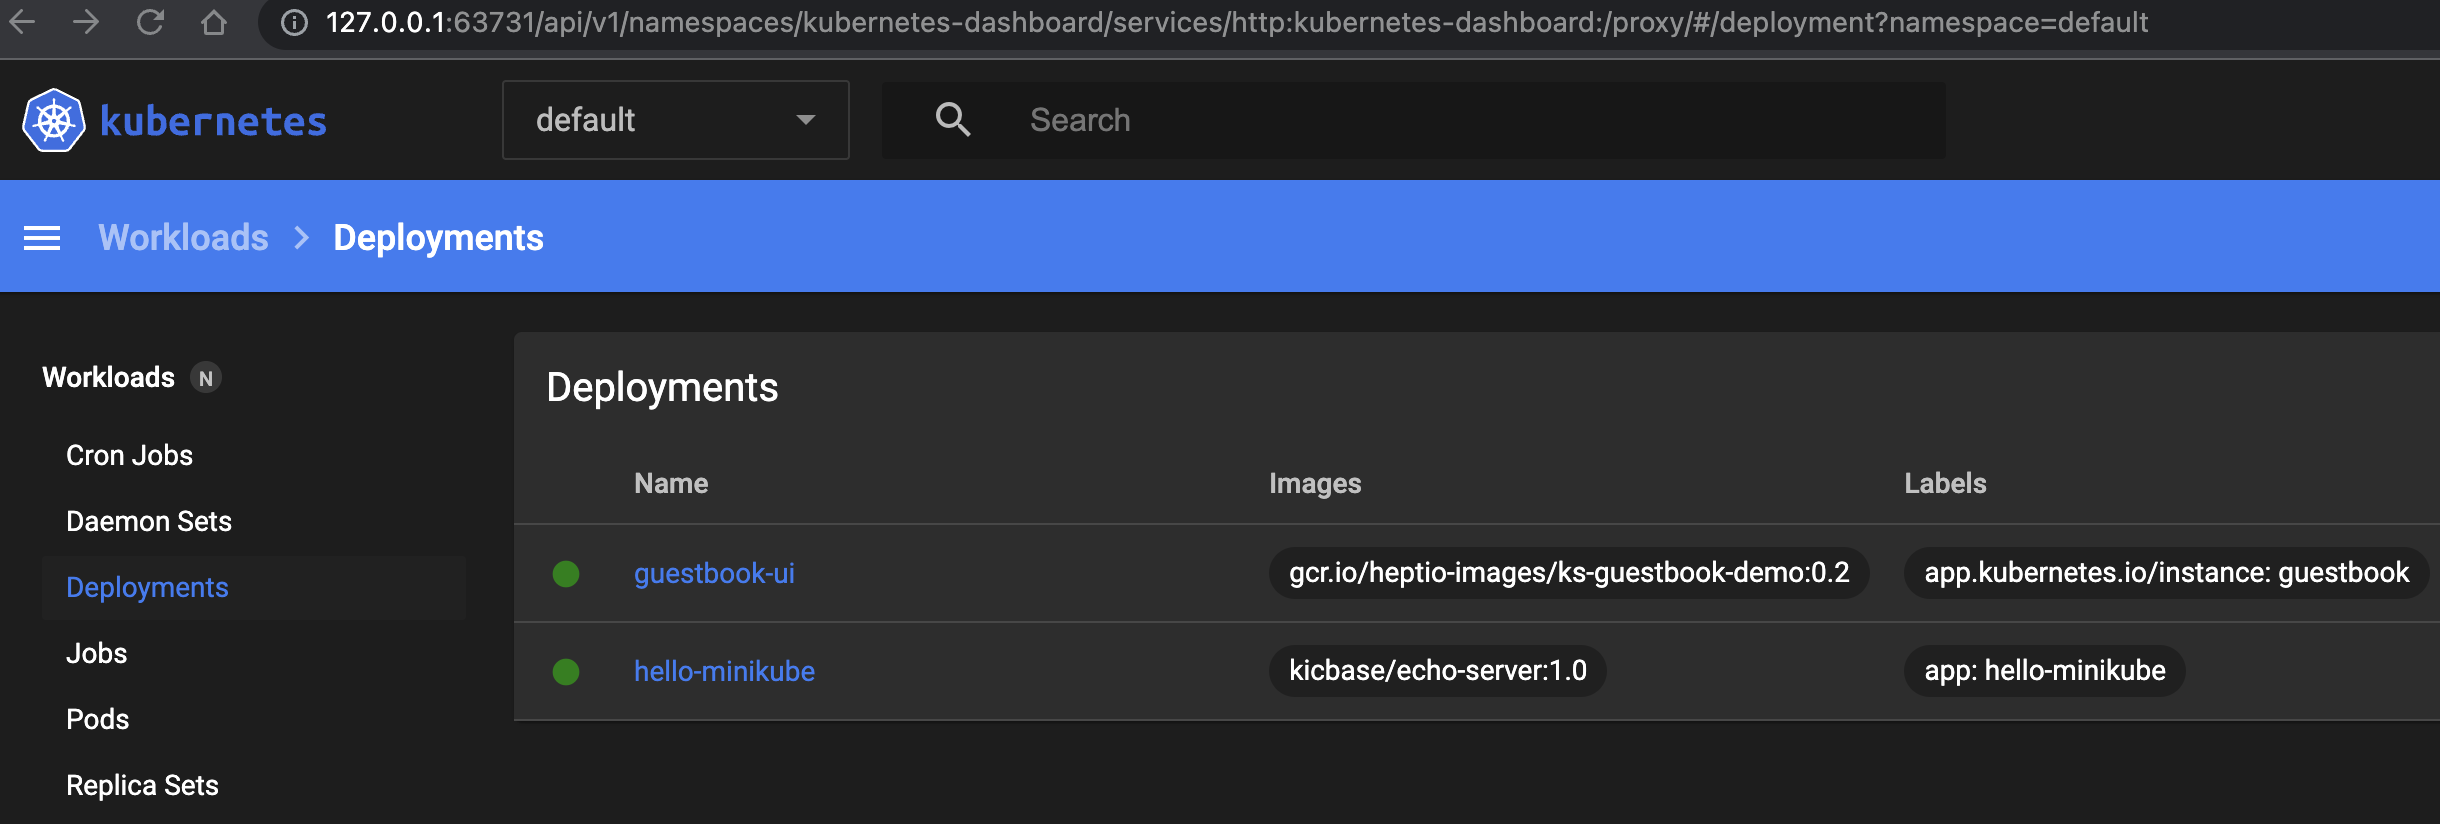 127.0.0.1:63731/api/v1/namespaces/kubernetes-dashboard/services/http:kubernetes-dashboard:/proxy/#/deployment?namespace=default
kubernetes
default
Search
Workloads > Deployments
Workloads N
Cron Jobs
Daemon Sets
Deployments
Jobs
Pods
Replica Sets
Deployments
Name Images Labels
guestbook-ui gcr.io/heptio-images/ks-guestbook-demo:0.2 app.kubernetes.io/instance: guestbook
hello-minikube kicbase/echo-server:1.0 app: hello-minikube